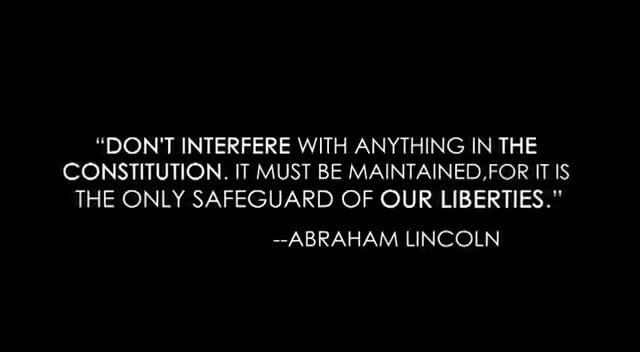 “DON'T INTERFERE WITH ANYTHING IN THE
CONSTITUTION. IT MUST BE MAINTAINED,FOR IT IS
THE ONLY SAFEGUARD OF OUR LIBERTIES.”
--ABRAHAM LINCOLN